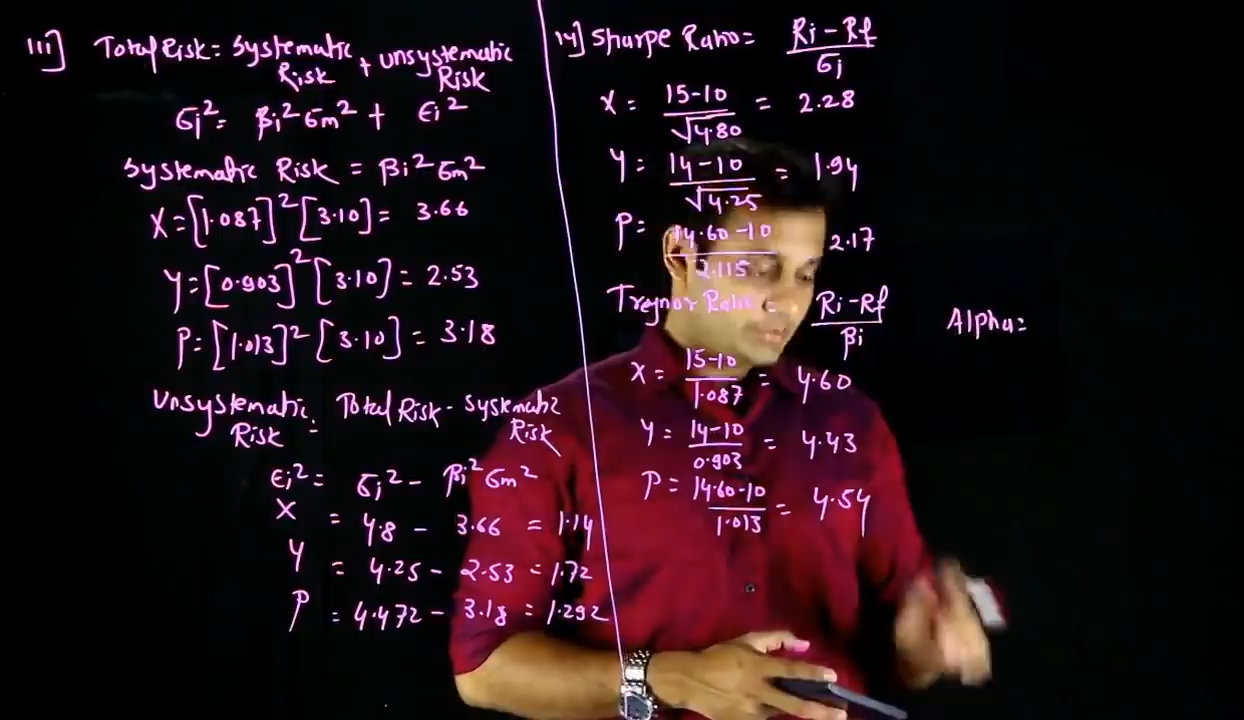 III] Total Risk = Systematic Risk + Unsystematic Risk
σi² = βi² σm² + ϵi²
Systematic Risk = βi² σm²
X = [1.087]² [3.10] = 3.66
Y = [0.903]² [3.10] = 2.53
P = [1.013]² [3.10] = 3.18
Unsystematic Risk = Total Risk - Systematic Risk
ϵi² = σi² - βi² σm²
X = 4.8 - 3.66 = 1.14
Y = 4.25 - 2.53 = 1.72
P = 4.472 - 3.18 = 1.292
14] Sharpe Ratio = Ri - Rf / σi
X = 15-10 / √4.80 = 2.28
Y = 14-10 / √4.25 = 1.94
P = 14.60-10 / 2.115 2.17
Treynor Ratio = Ri - Rf / βi
X = 15-10 / 1.087 = 4.60
Y = 14-10 / 0.903 = 4.43
P = 14.60-10 / 1.013 = 4.54
Alpha =